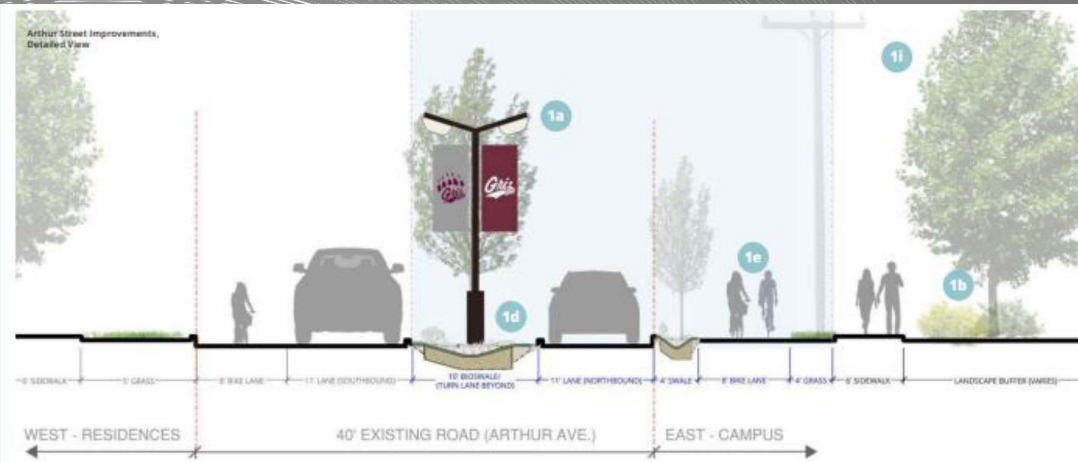 Arthur Street Improvements,
Detailed View
1i
1a
Griz
Griz
1e
1b
1d
5' GRASS
8' BIKE LANE
11' LANE (SOUTHBOUND)
10' BIOSWALE/
(TURN LANE BEYOND)
11' LANE (NORTHBOUND)
4' SWALE
8' BIKE LANE
4' GRASS
6' SIDEWALK
LANDSCAPE BUFFER (VARIES)
SIDEWALK
WEST - RESIDENCES
40' EXISTING ROAD (ARTHUR AVE.)
EAST - CAMPUS